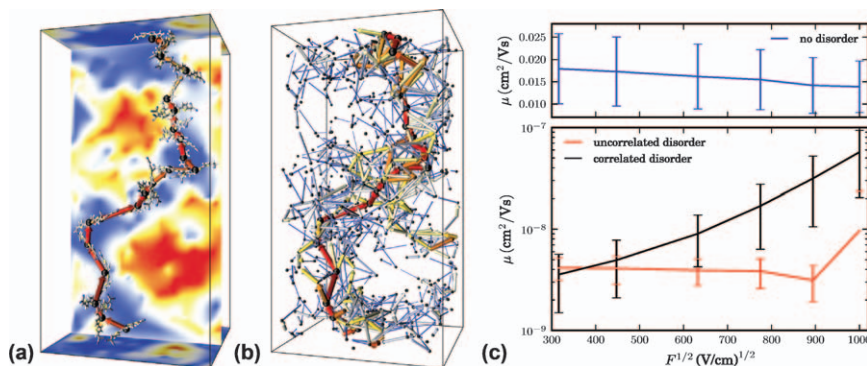 (a)
(b)
(c)
μ (cm²/Vs)
0.025
0.020
0.015
0.010
no disorder
μ (cm²/Vs)
10⁻⁷
10⁻⁸
10⁻⁹
uncorrelated disorder
correlated disorder
300 400 500 600 700 800 900 1000
F^1/2 (V/cm)^1/2